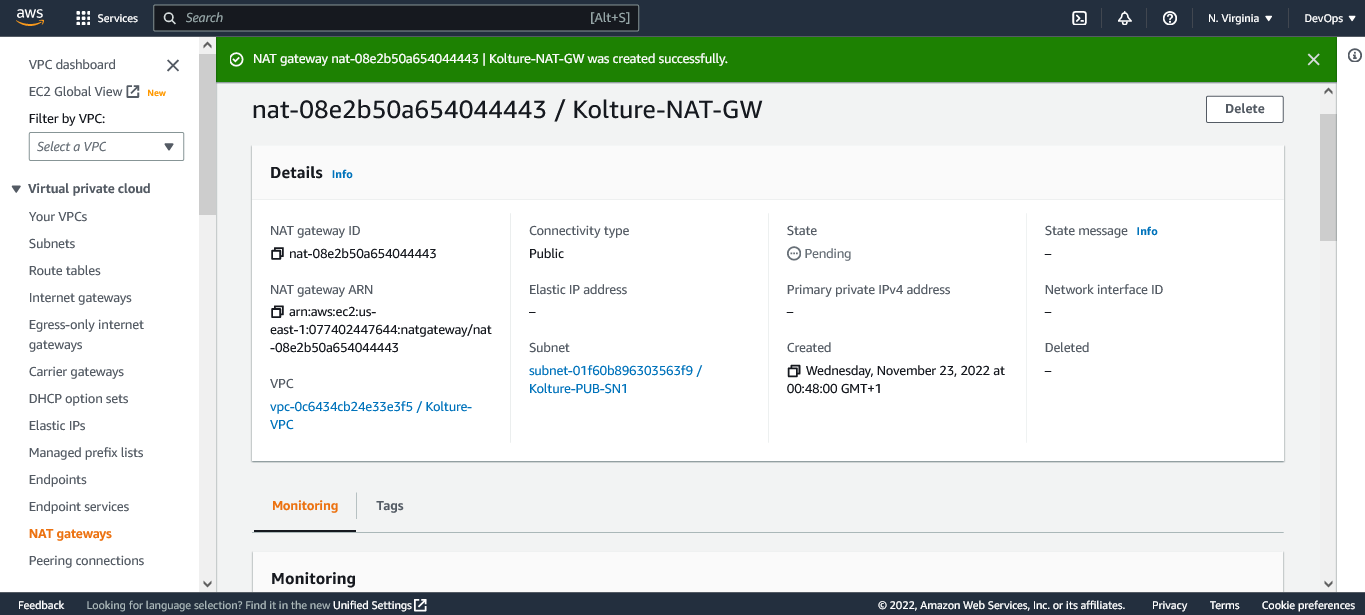 aws
Services
Search
[Alt+S]
N. Virginia
DevOps
VPC dashboard
EC2 Global View
New
Filter by VPC:
Select a VPC
Virtual private cloud
Your VPCs
Subnets
Route tables
Internet gateways
Egress-only internet
gateways
Carrier gateways
DHCP option sets
Elastic IPs
Managed prefix lists
Endpoints
Endpoint services
NAT gateways
Peering connections
NAT gateway nat-08e2b50a654044443 | Kolture-NAT-GW was created successfully.
nat-08e2b50a654044443 / Kolture-NAT-GW
Delete
Details Info
NAT gateway ID
nat-08e2b50a654044443
NAT gateway ARN
arn:aws:ec2:us-
east-1:077402447644:natgateway/nat
-08e2b50a654044443
VPC
vpc-0c6434cb24e33e3f5 / Kolture-
VPC
Connectivity type
Public
Elastic IP address
–
Subnet
subnet-01f60b896303563f9 /
Kolture-PUB-SN1
State
Pending
Primary private IPv4 address
–
Created
Wednesday, November 23, 2022 at
00:48:00 GMT+1
State message Info
–
Network interface ID
–
Deleted
–
Monitoring
Tags
Monitoring
Feedback
Looking for language selection? Find it in the new Unified Settings
© 2022, Amazon Web Services, Inc. or its affiliates.
Privacy
Terms
Cookie preferences